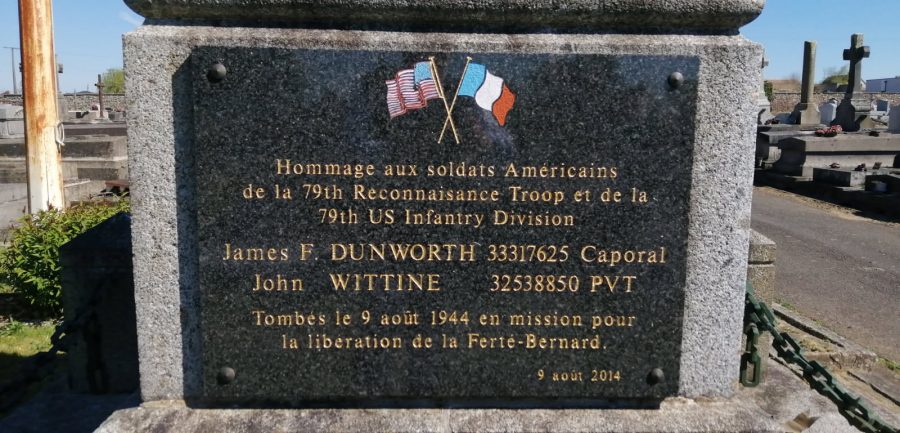 Hommage aux soldats Américains
de la 79th Reconnaisance Troop et de la
79th US Infantry Division
James F. DUNWORTH 33317625 Caporal
John WITTINE 32538850 PVT
Tombés le 9 août 1944 en mission pour
la libération de la Ferté-Bernard.
9 août 2014